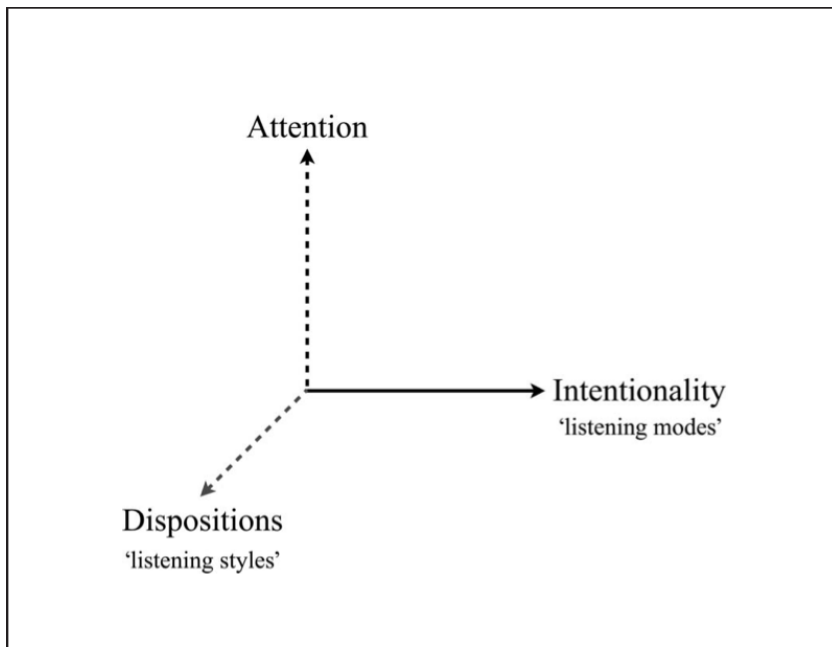 Attention
Intentionality
‘listening modes’
Dispositions
‘listening styles’